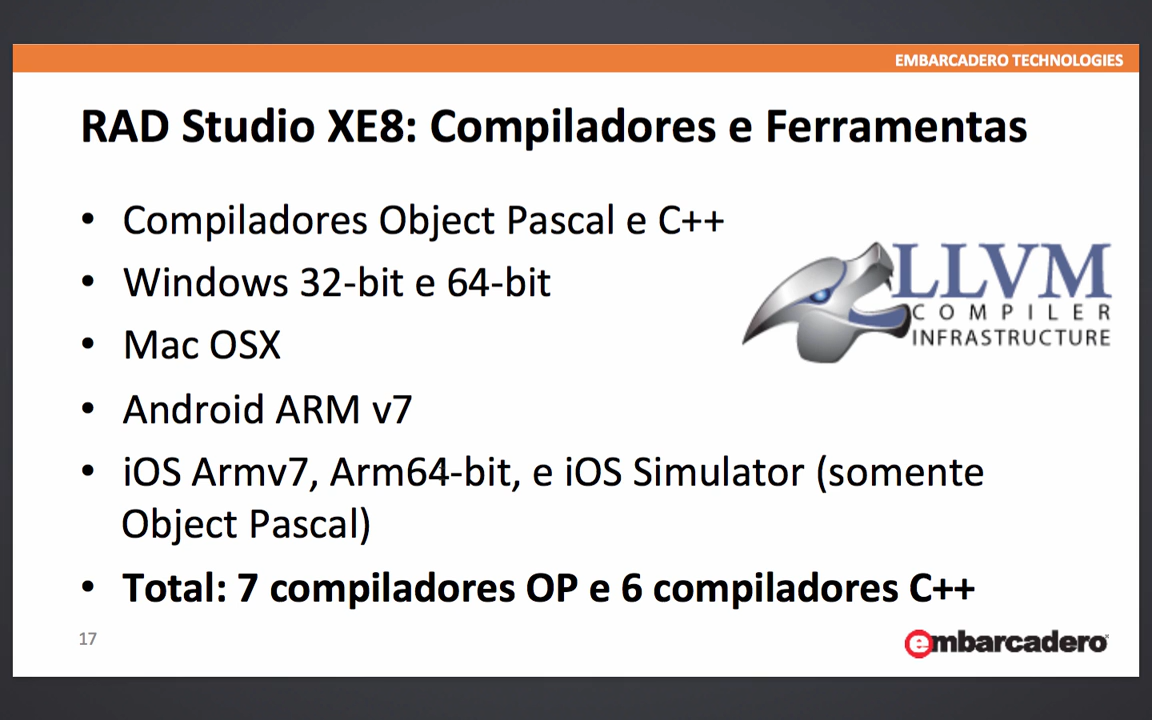 EMBARCADERO TECHNOLOGIES
RAD Studio XE8: Compiladores e Ferramentas
• Compiladores Object Pascal e C++
• Windows 32-bit e 64-bit
• Mac OSX
• Android ARM v7
• iOS Armv7, Arm64-bit, e iOS Simulator (somente
Object Pascal)
• Total: 7 compiladores OP e 6 compiladores C++
LLVM
COMPILER
INFRASTRUCTURE
17
embarcadero